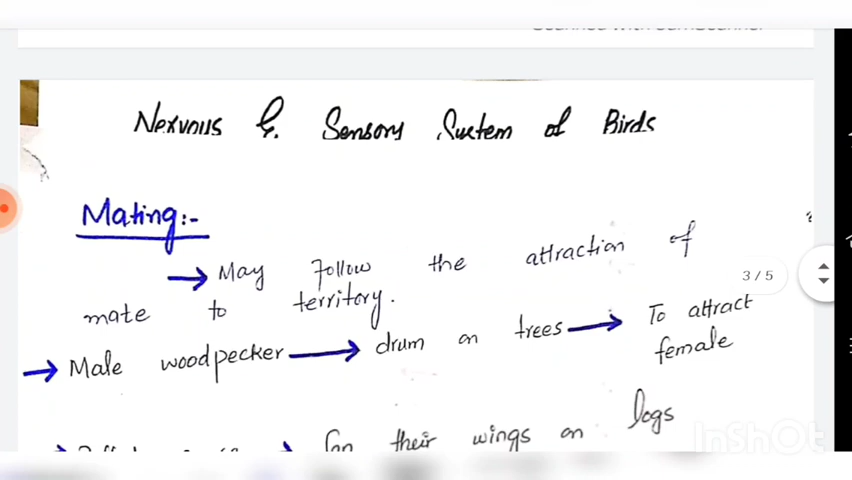 Nervous & Sensory System of Birds
Mating:-
→ May follow the attraction of
mate to territory.
3/5
→ Male woodpecker → drum on trees → To attract
female
their wings on logs
InShOt